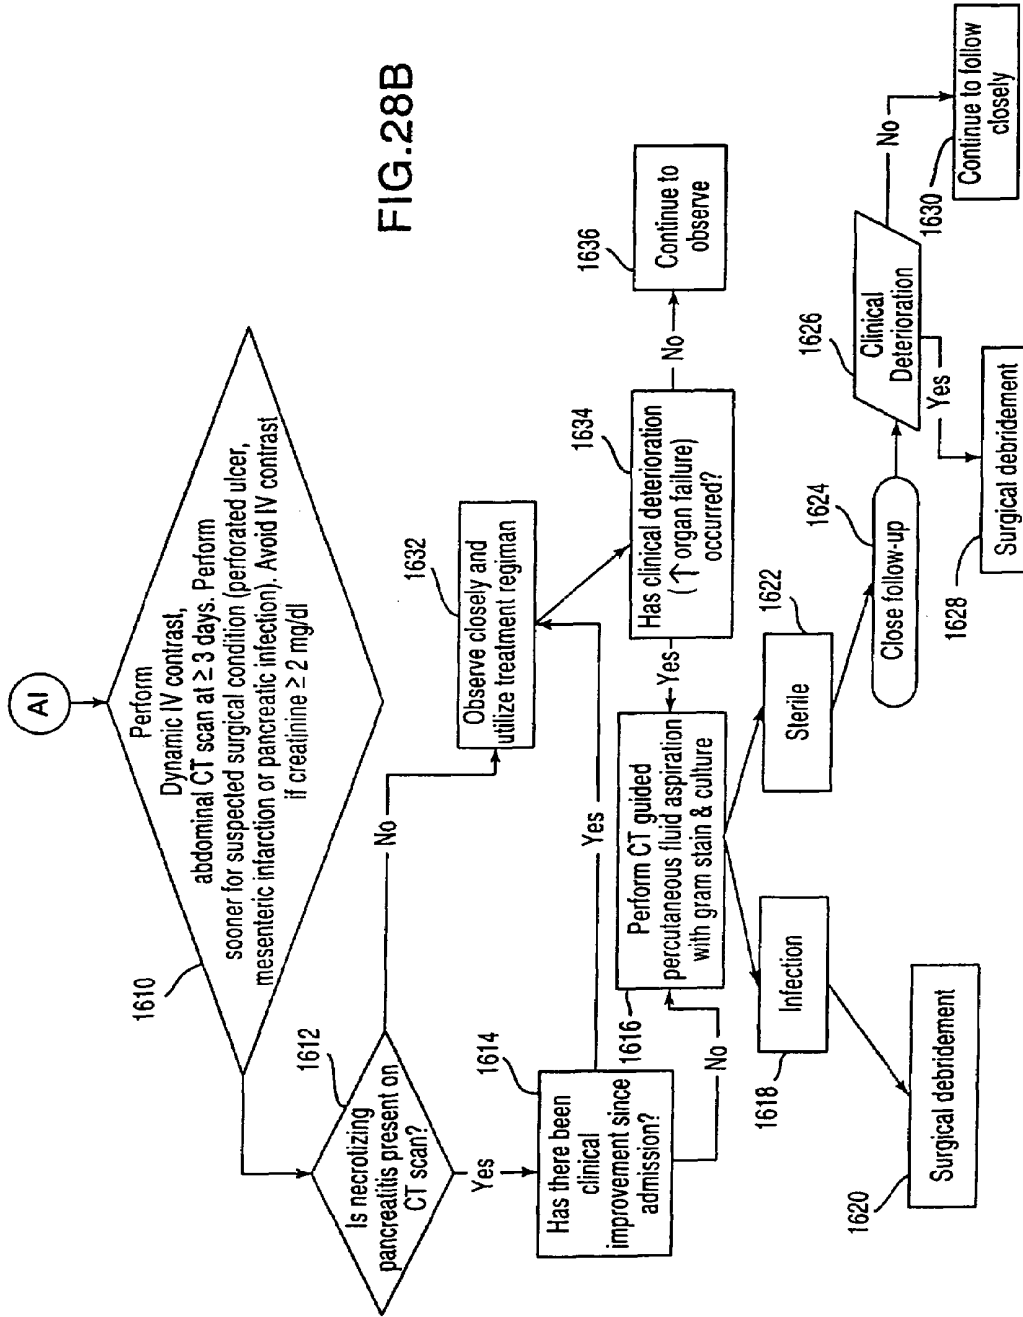 FIG.28B
AI
Perform
Dynamic IV contrast,
abdominal CT scan at ≥ 3 days. Perform
sooner for suspected surgical condition (perforated ulcer,
mesenteric infarction or pancreatic infection). Avoid IV contrast
if creatinine ≥ 2 mg/dl
1610
Is necrotizing
pancreatitis present on
CT scan?
1612
No
Yes
Observe closely and
utilize treatment regiman
1632
Has there been
clinical
improvement since
admission?
1614
Yes
No
Has clinical deterioration
(↑ organ failure)
occurred?
1634
No
Continue to
observe
1636
Yes
Perform CT guided
percutaneous fluid aspiration
with gram stain & culture
1616
Infection
1618
Sterile
1622
Surgical debridement
1620
Close follow-up
1624
Clinical
Deterioration
1626
Yes
No
Surgical debridement
1628
Continue to follow
closely
1630